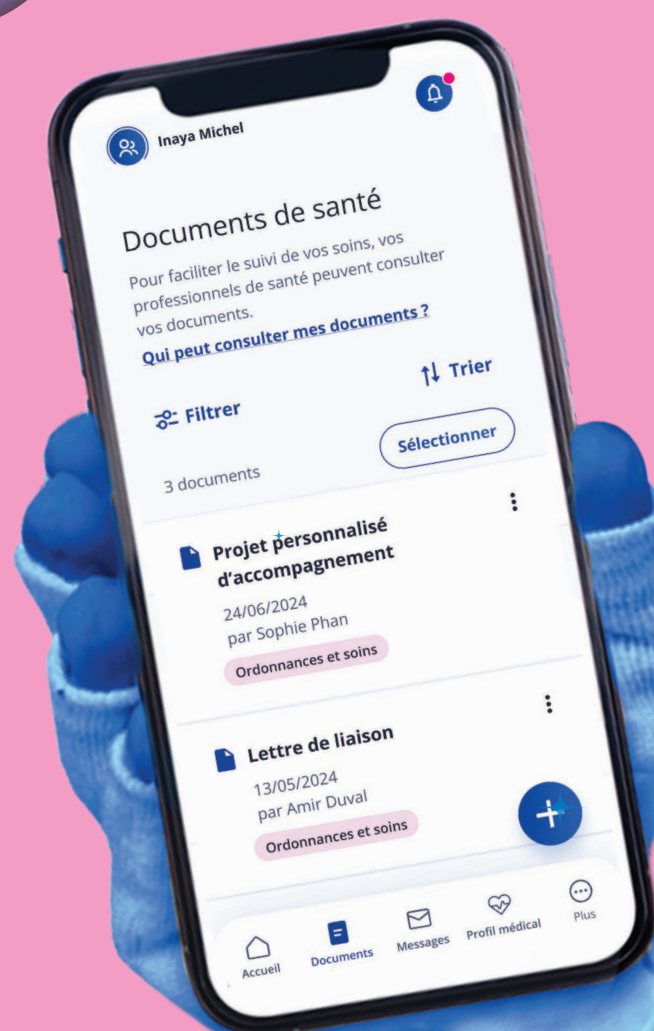 Inaya Michel
Documents de santé
Pour faciliter le suivi de vos soins, vos
professionnels de santé peuvent consulter
vos documents.
Qui peut consulter mes documents ?
Filtrer
Trier
3 documents
Sélectionner
Projet personnalisé
d'accompagnement
24/06/2024
par Sophie Phan
Ordonnances et soins
Lettre de liaison
13/05/2024
par Amir Duval
Ordonnances et soins
Accueil
Documents
Messages
Profil médical
Plus